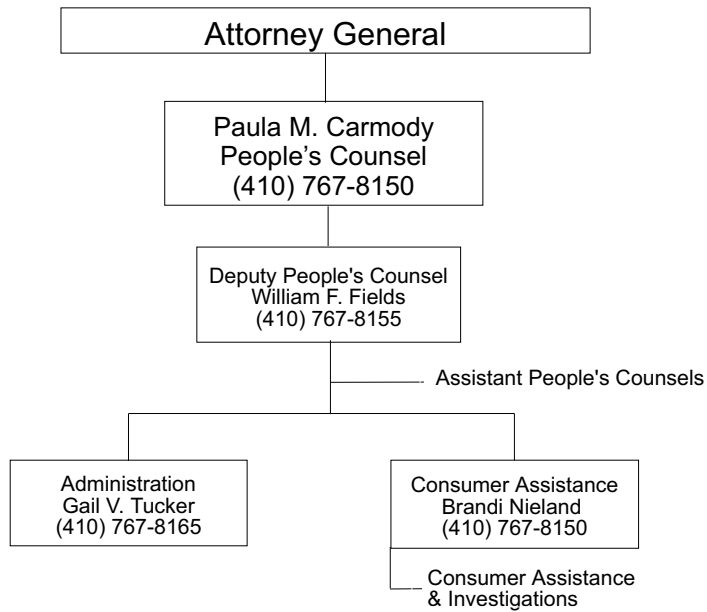 Attorney General
Paula M. Carmody
People’s Counsel
(410) 767-8150
Deputy People's Counsel
William F. Fields
(410) 767-8155
Assistant People's Counsels
Administration
Gail V. Tucker
(410) 767-8165
Consumer Assistance
Brandi Nieland
(410) 767-8150
Consumer Assistance
& Investigations